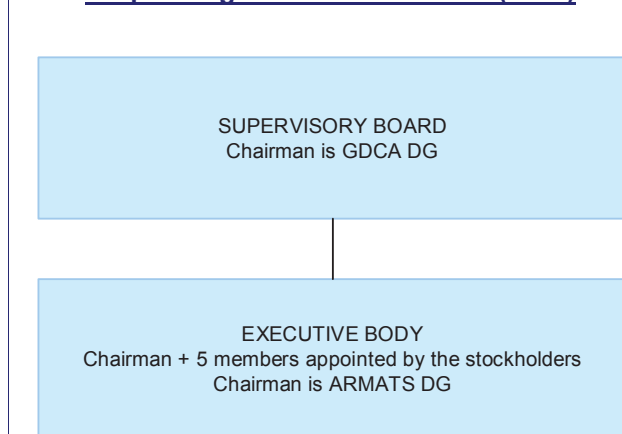 SUPERVISORY BOARD
Chairman is GDCA DG
EXECUTIVE BODY
Chairman + 5 members appointed by the stockholders
Chairman is ARMATS DG